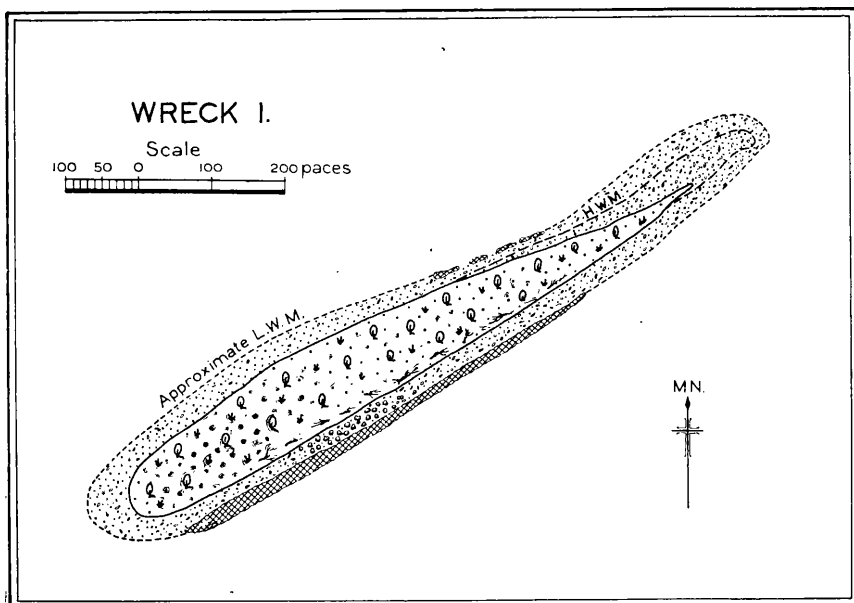 WRECK I.
Scale
100 50 0 100 200 paces
H.W.M.
Approximate L.W.M.
M.N.